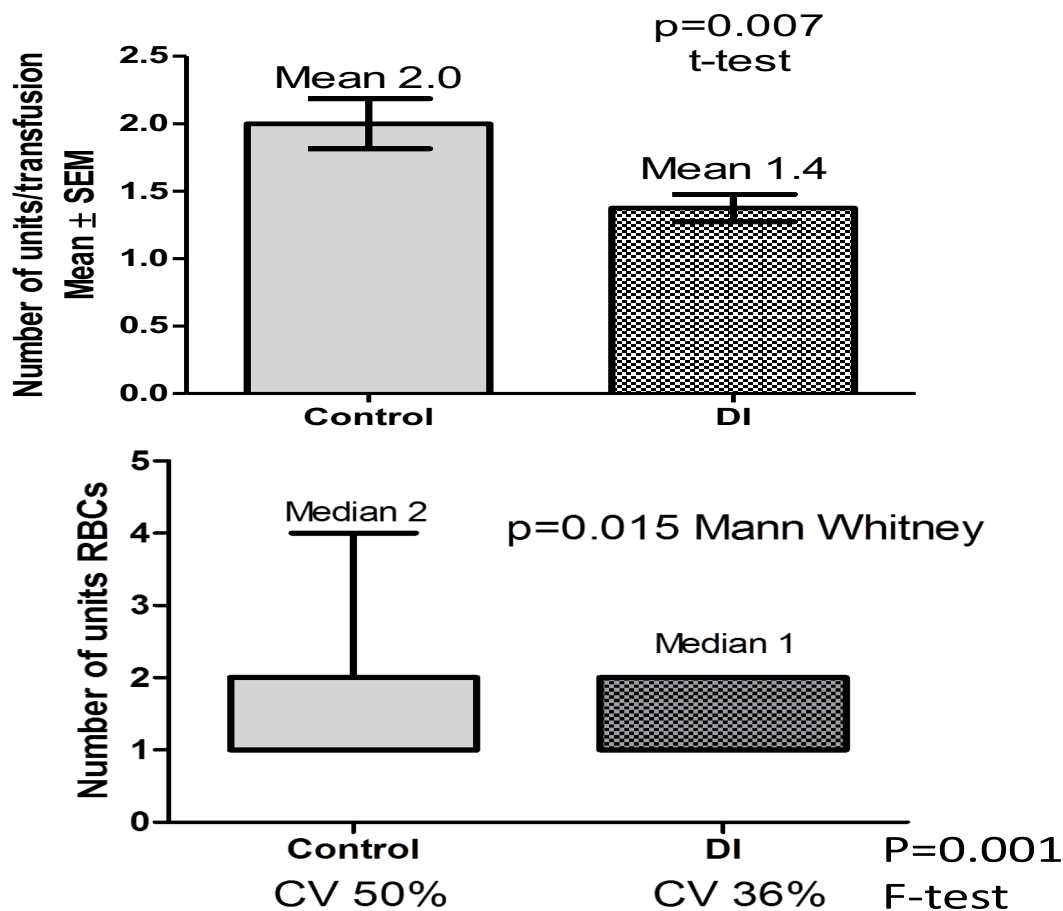 p=0.007
t-test
Number of units/transfusion
Mean ± SEM
2.5
2.0
1.5
1.0
0.5
0.0
Mean 2.0
Mean 1.4
Control
DI
Number of units RBCs
5
4
3
2
1
0
Median 2
p=0.015 Mann Whitney
Median 1
Control
DI
CV 50%
CV 36%
P=0.001
F-test